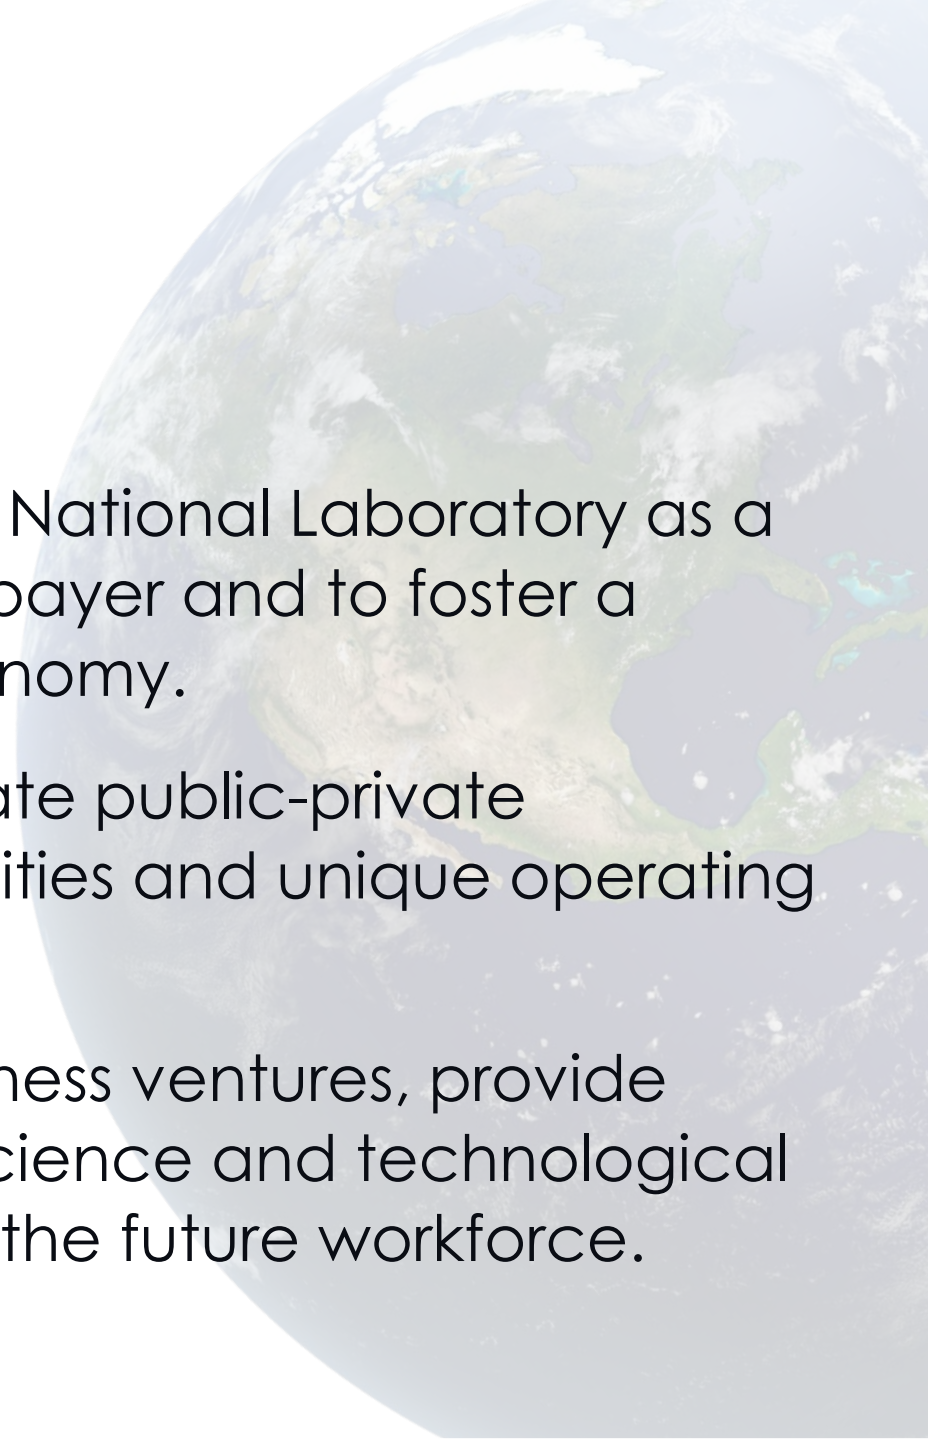 National Laboratory as a
payer and to foster a
nomy.
ate public-private
ities and unique operating
ness ventures, provide
cience and technological
the future workforce.